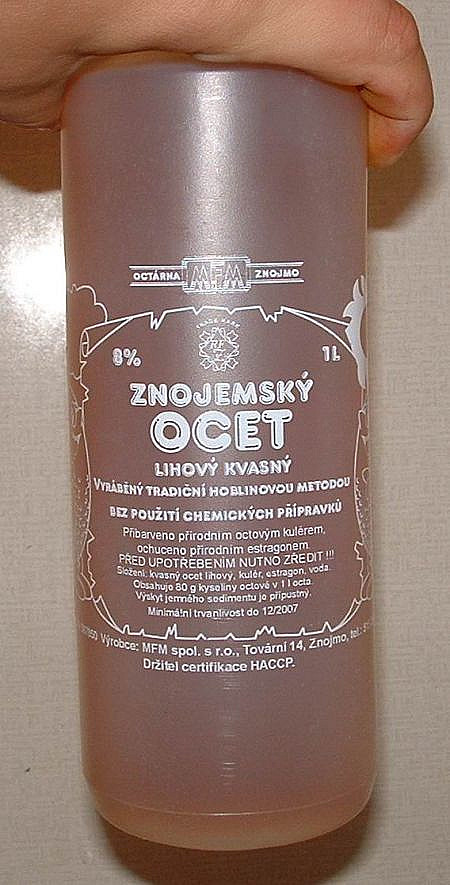 OCTÁRNA MFM ZNOJMO
TRADE MARK
RF
8% 1L
ZNOJEMSKÝ
OCET
LIHOVÝ KVASNÝ
VYRÁBĚNÝ TRADIČNÍ HOBLINOVOU METODOU
BEZ POUŽITÍ CHEMICKÝCH PŘÍPRAVKŮ
Přibarveno přírodním octovým kulérem,
ochuceno přírodním estragonem
PŘED UPOTŘEBENÍM NUTNO ZŘEDIT !!!
Složení: kvasný ocet lihový, kulér, estragon, voda.
Obsahuje 80 g kyseliny octové v 1 l octa.
Výskyt jemného sedimentu je přípustný.
Minimální trvanlivost do 12/2007
Výrobce: MFM spol. s r.o., Tovární 14, Znojmo, tel.:
Držitel certifikace HACCP.